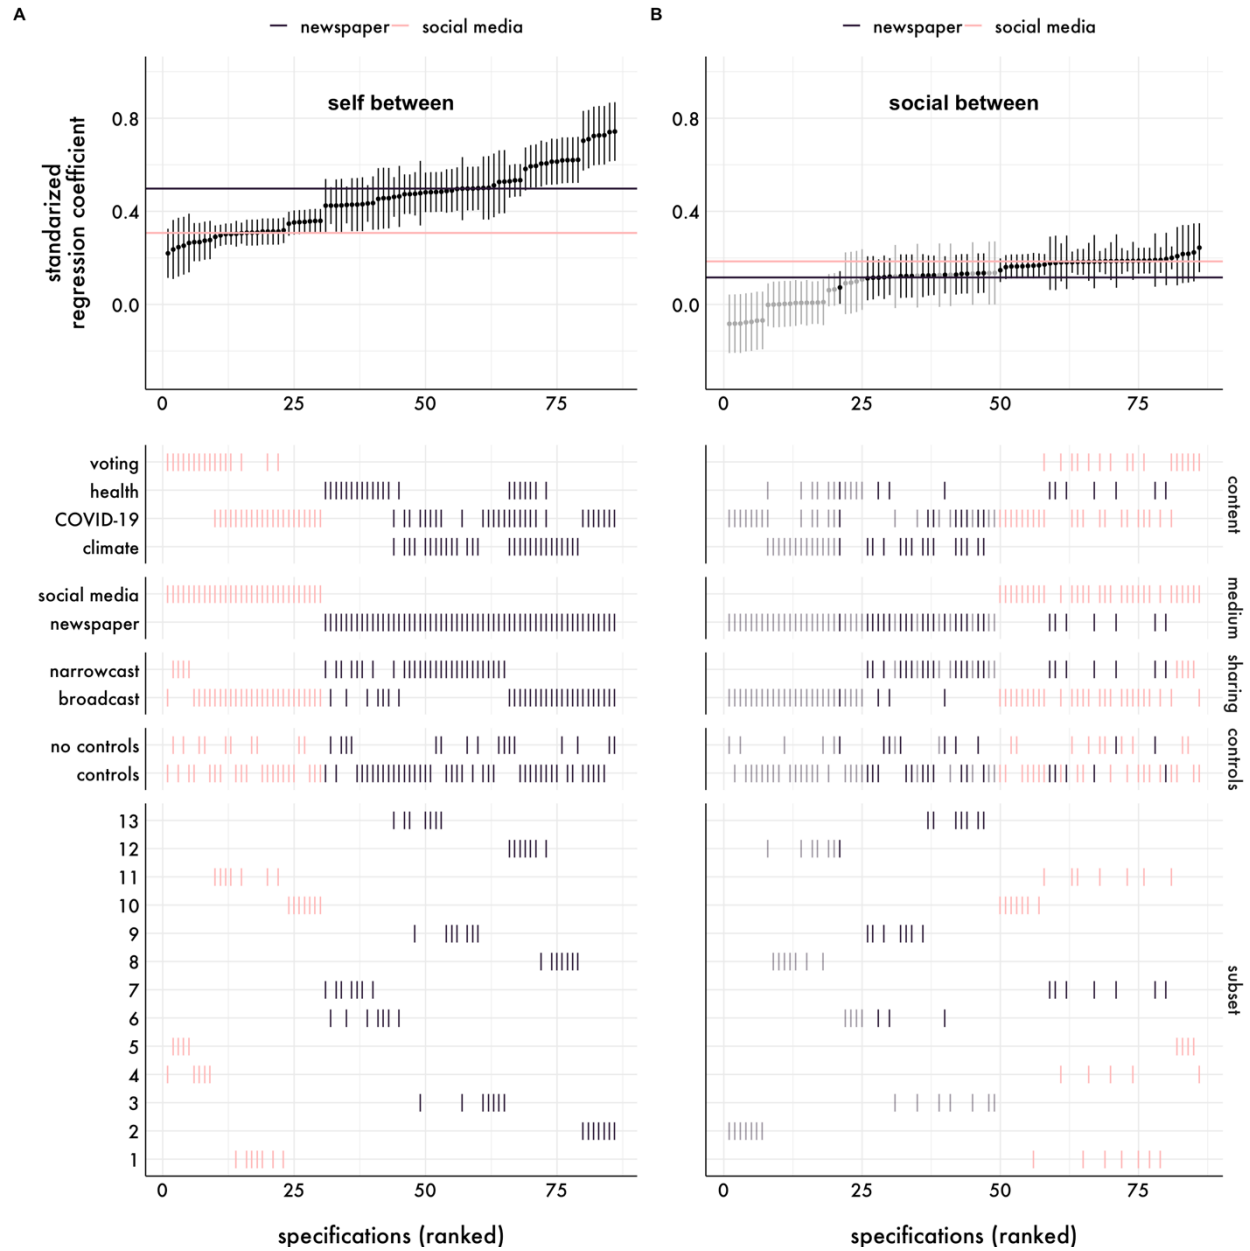 A
newspaper
social media
B
newspaper
social media
self between
social between
standarized
regression coefficient
0.8
0.4
0.0
0.8
0.4
0.0
0
25
50
75
0
25
50
75
voting
health
COVID-19
climate
content
social media
newspaper
medium
narrowcast
broadcast
sharing
no controls
controls
controls
13
12
11
10
9
8
7
6
5
4
3
2
1
subset
0
25
50
75
0
25
50
75
specifications (ranked)
specifications (ranked)